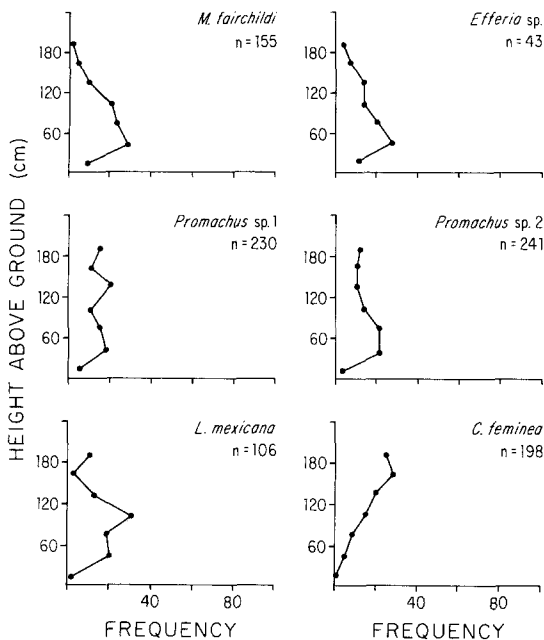 M. fairchildi
n = 155
Efferia sp.
n = 43
180
120
60
180
120
60
Promachus sp. 1
n = 230
Promachus sp. 2
n = 241
180
120
60
180
120
60
L. mexicana
n = 106
C. feminea
n = 198
180
120
60
180
120
60
40
80
40
80
HEIGHT ABOVE GROUND (cm)
FREQUENCY
FREQUENCY